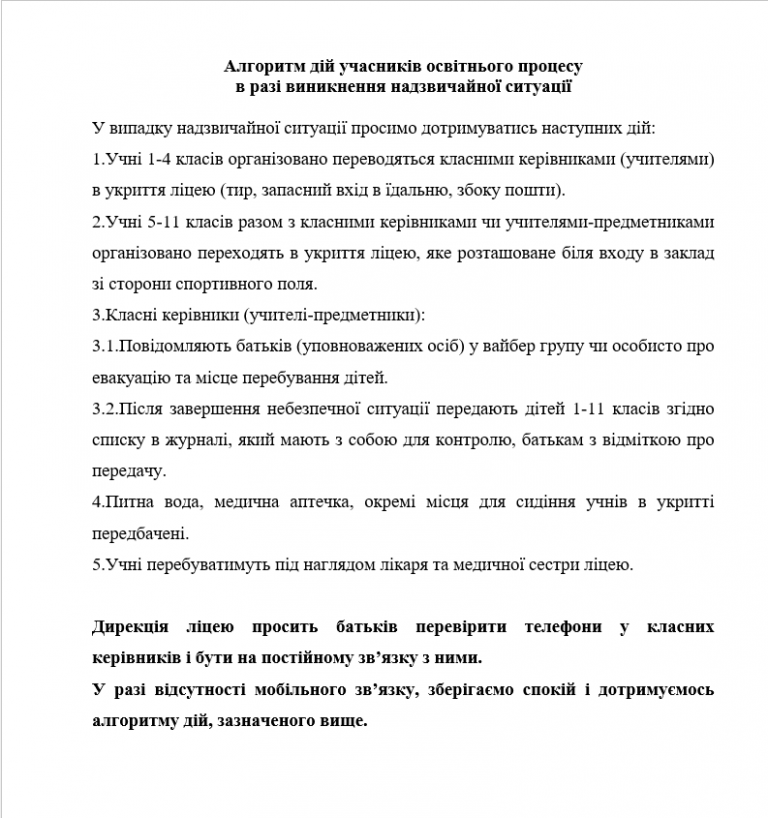 Алгоритм дій учасників освітнього процесу
в разі виникнення надзвичайної ситуації
У випадку надзвичайної ситуації просимо дотримуватись наступних дій:
1.Учні 1-4 класів організовано переводяться класними керівниками (учителями)
в укриття ліцею (тир, запасний вхід в їдальню, збоку пошти).
2.Учні 5-11 класів разом з класними керівниками чи учителями-предметниками
організовано переходять в укриття ліцею, яке розташоване біля входу в заклад
зі сторони спортивного поля.
3.Класні керівники (учителі-предметники):
3.1.Повідомляють батьків (уповноважених осіб) у вайбер групу чи особисто про
евакуацію та місце перебування дітей.
3.2.Після завершення небезпечної ситуації передають дітей 1-11 класів згідно
списку в журналі, який мають з собою для контролю, батькам з відміткою про
передачу.
4.Питна вода, медична аптечка, окремі місця для сидіння учнів в укритті
передбачені.
5.Учні перебуватимуть під наглядом лікаря та медичної сестри ліцею.
Дирекція ліцею просить батьків перевірити телефони у класних
керівників і бути на постійному зв’язку з ними.
У разі відсутності мобільного зв’язку, зберігаємо спокій і дотримуємось
алгоритму дій, зазначеного вище.